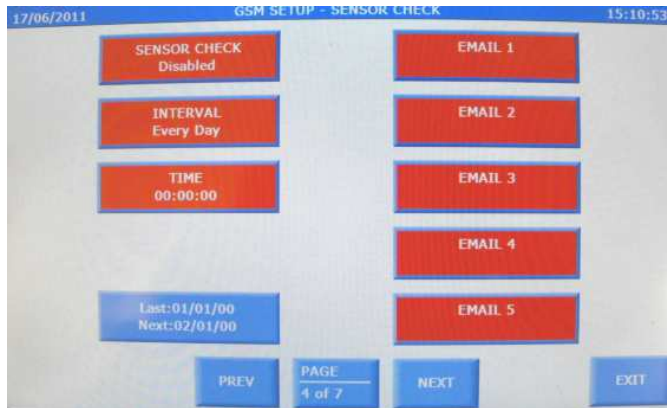 17/06/2011
GSM SETUP - SENSOR CHECK
15:10:53
SENSOR CHECK
Disabled
EMAIL 1
INTERVAL
Every Day
EMAIL 2
TIME
00:00:00
EMAIL 3
EMAIL 4
Last:01/01/00
Next:02/01/00
EMAIL 5
PREV
PAGE
4 of 7
NEXT
EXIT